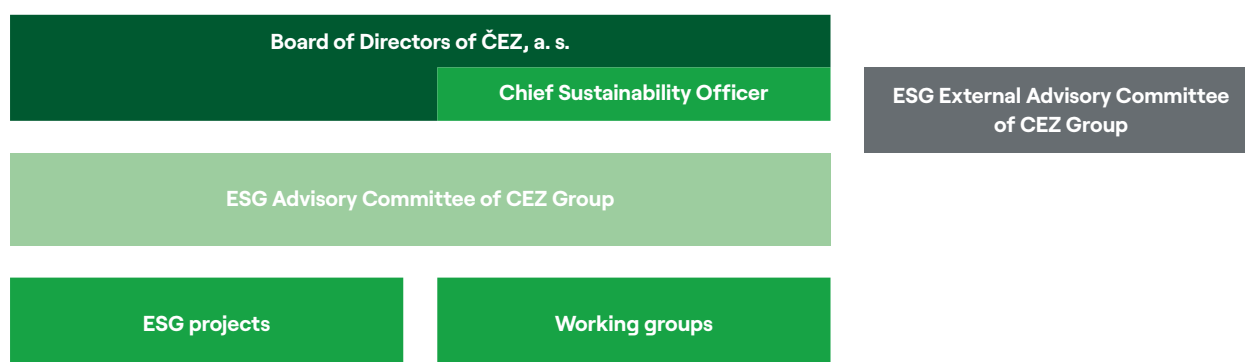 Board of Directors of ČEZ, a. s.
Chief Sustainability Officer
ESG External Advisory Committee
of CEZ Group
ESG Advisory Committee of CEZ Group
ESG projects
Working groups